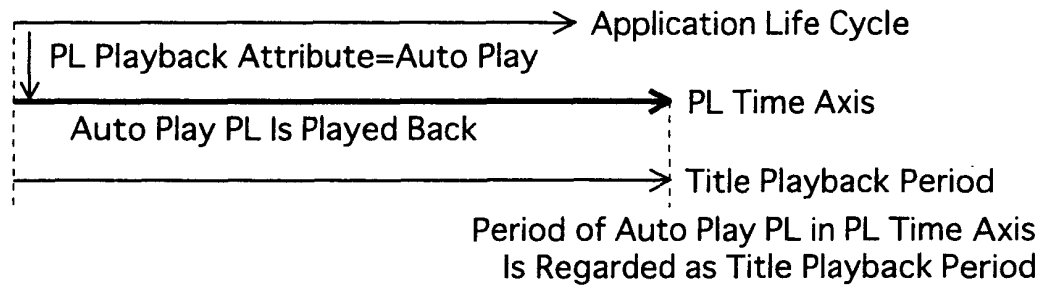 Application Life Cycle
PL Playback Attribute=Auto Play
PL Time Axis
Auto Play PL Is Played Back
Title Playback Period
Period of Auto Play PL in PL Time Axis
Is Regarded as Title Playback Period